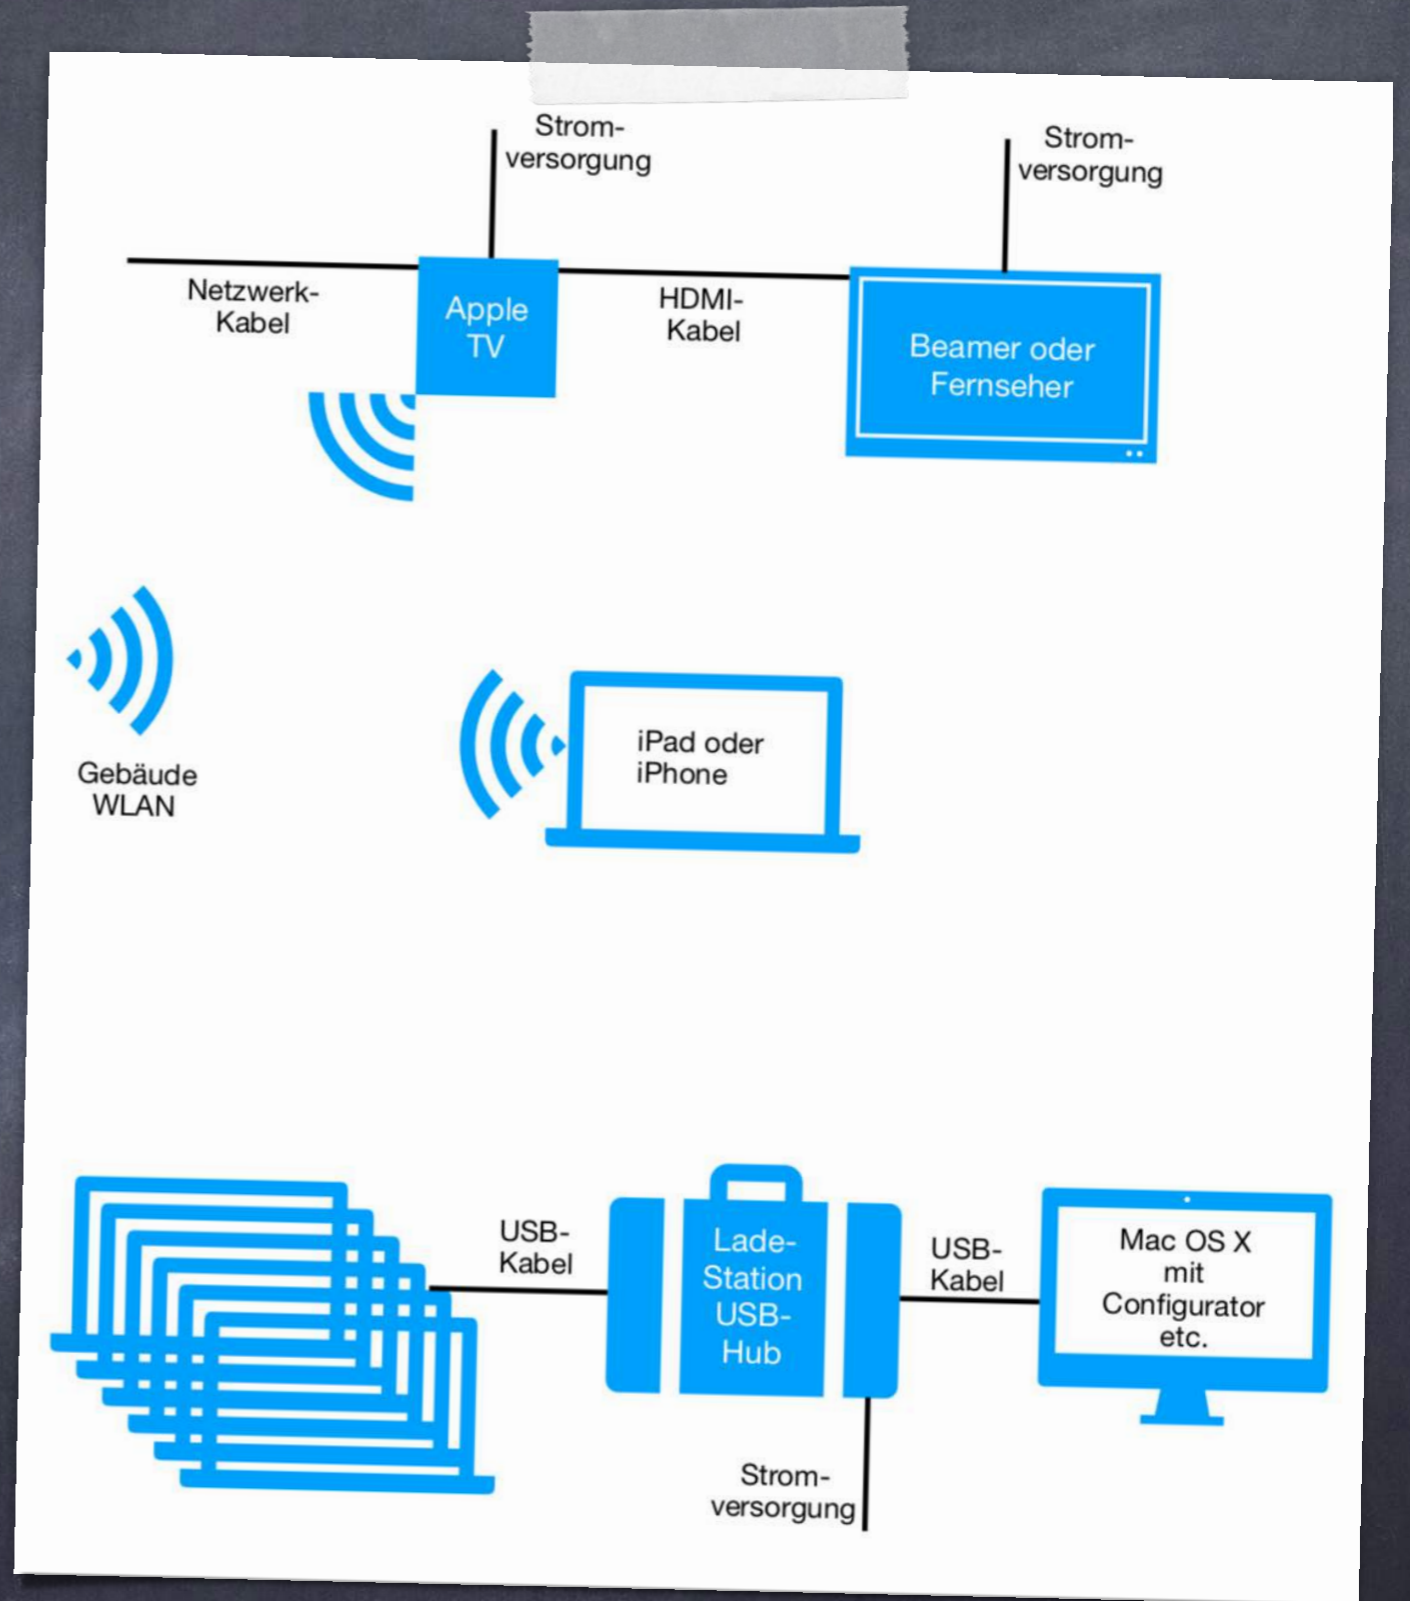 Strom-
versorgung
Strom-
versorgung
Netzwerk-
Kabel
Apple
TV
HDMI-
Kabel
Beamer oder
Fernseher
Gebäude
WLAN
iPad oder
iPhone
USB-
Kabel
Lade-
Station
USB-
Hub
USB-
Kabel
Mac OS X
mit
Configurator
etc.
Strom-
versorgung